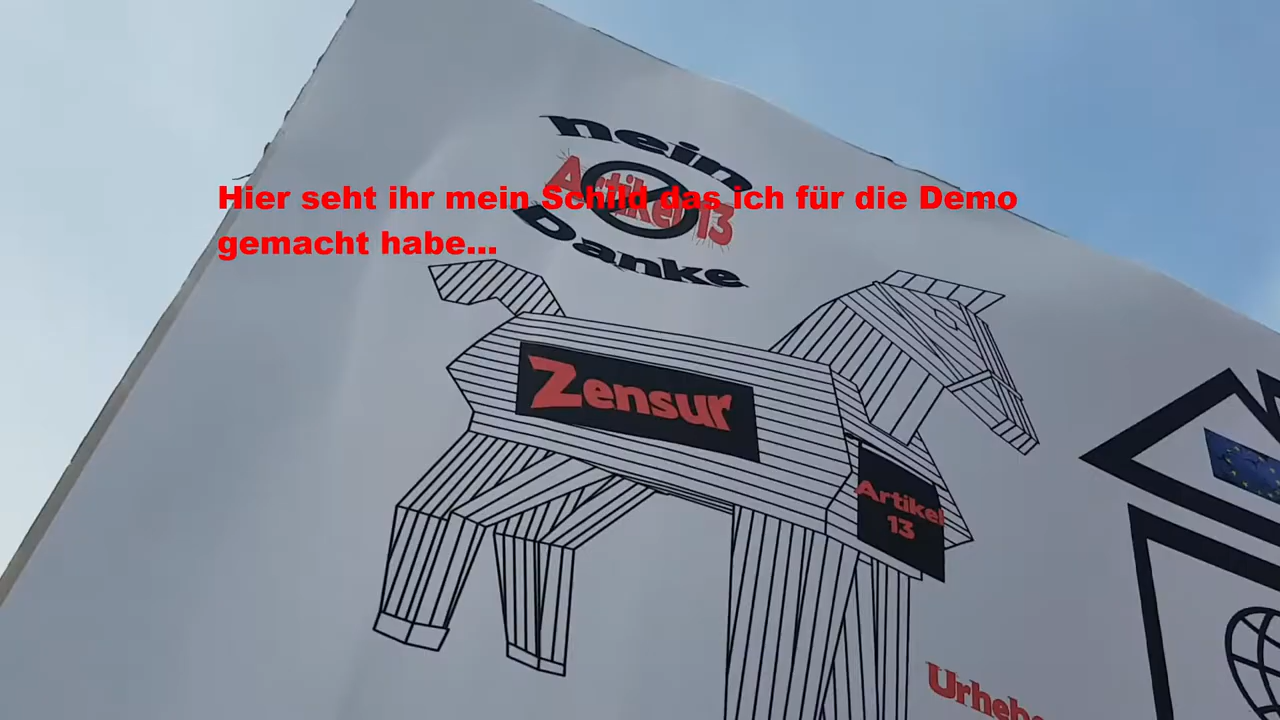 nein
Artikel 13
Danke
Hier seht ihr mein Schild das ich für die Demo
gemacht habe...
Zensur
Artikel
13